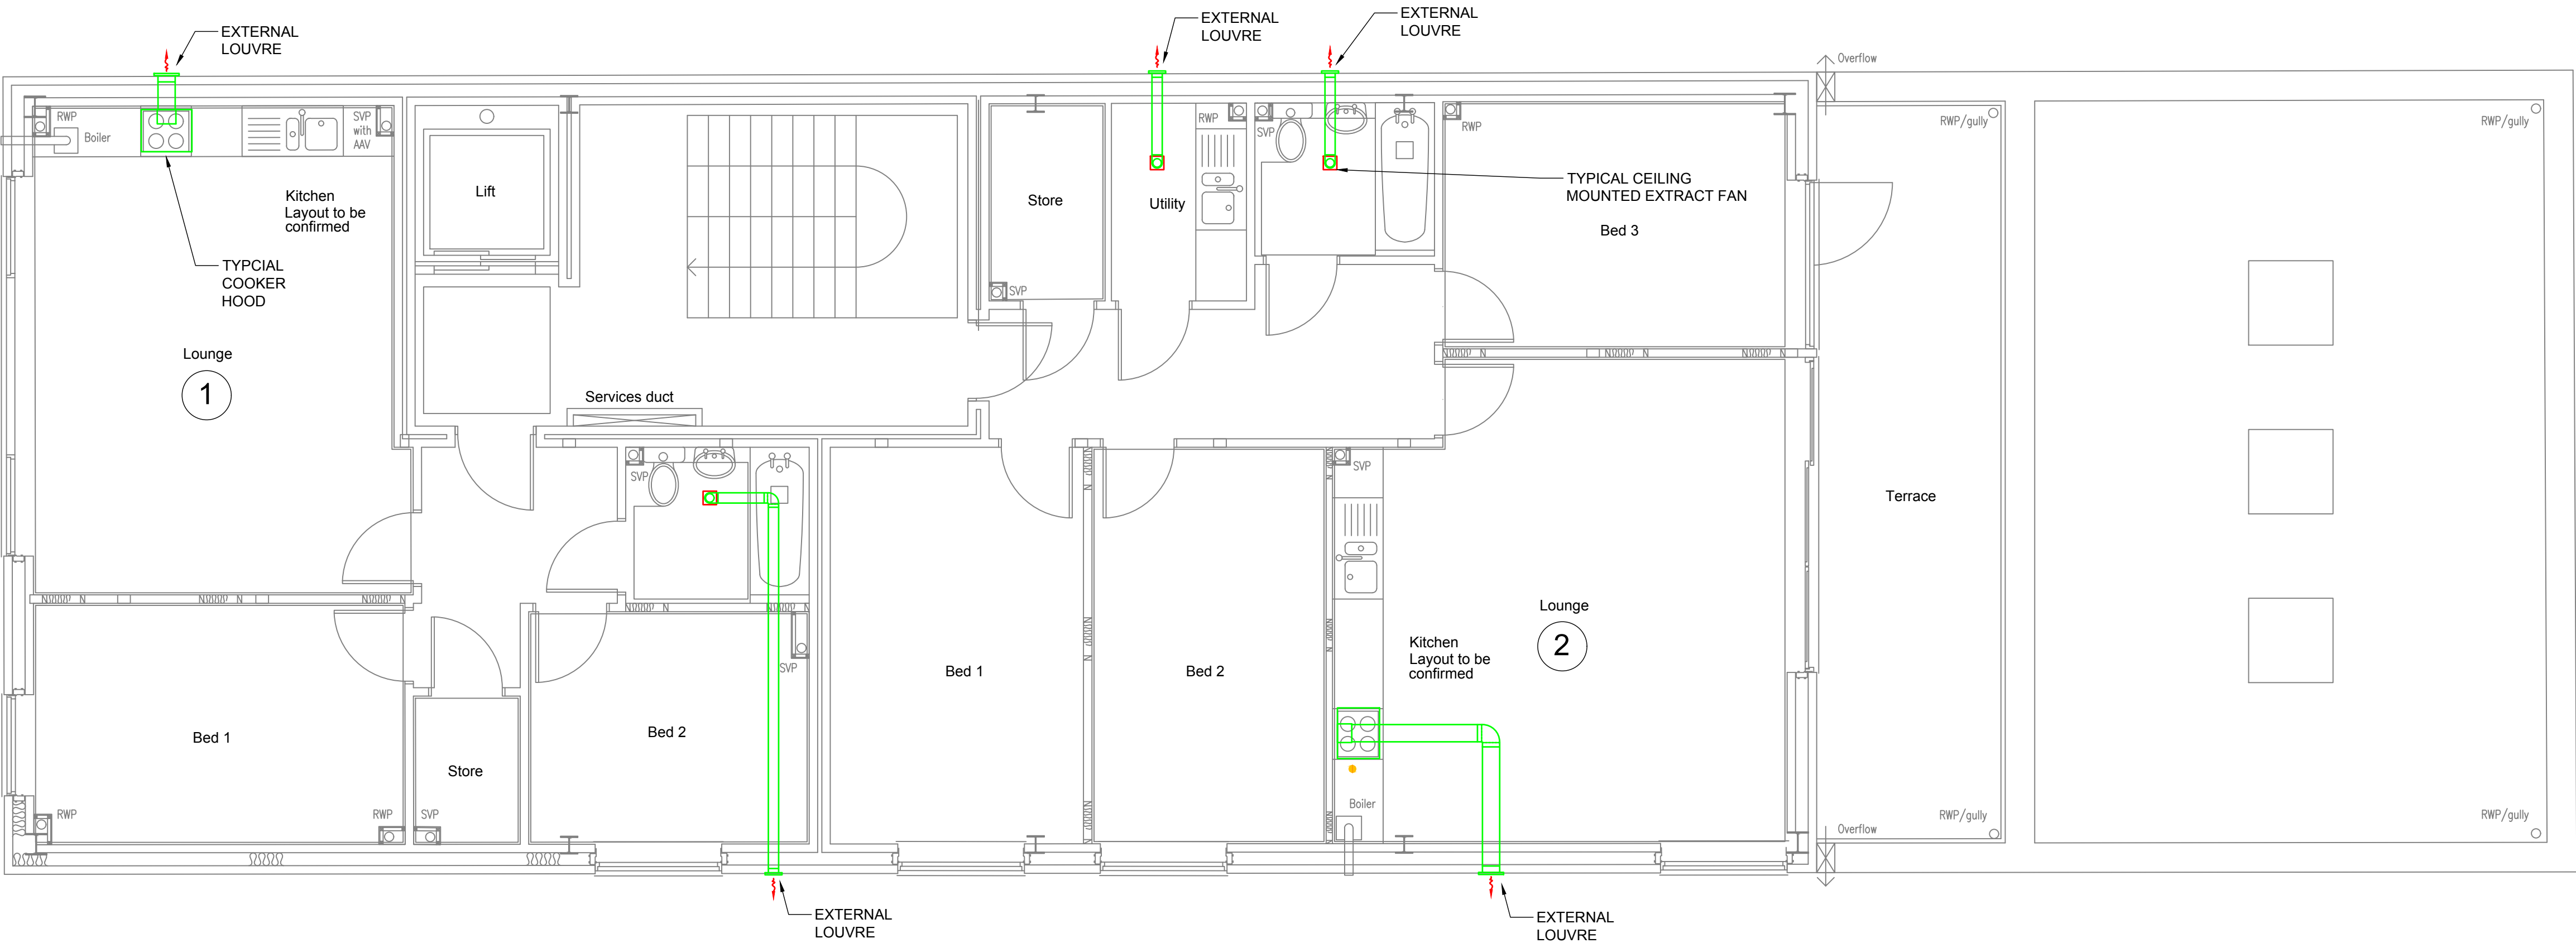 EXTERNAL
LOUVRE
EXTERNAL
LOUVRE
EXTERNAL
LOUVRE
Overflow
RWP
Boiler
SVP
with
AAV
RWP
SVP
RWP
RWP/gully
RWP/gully
Lift
Kitchen
Layout to be
confirmed
Store
Utility
TYPICAL CEILING
MOUNTED EXTRACT FAN
Bed 3
TYPCIAL
COOKER
HOOD
SVP
Lounge
1
Services duct
SVP
SVP
Terrace
Lounge
2
Kitchen
Layout to be
confirmed
Bed 1
Bed 2
SVP
Bed 2
Bed 1
Store
Boiler
RWP
RWP
SVP
RWP/gully
RWP/gully
Overflow
EXTERNAL
LOUVRE
EXTERNAL
LOUVRE